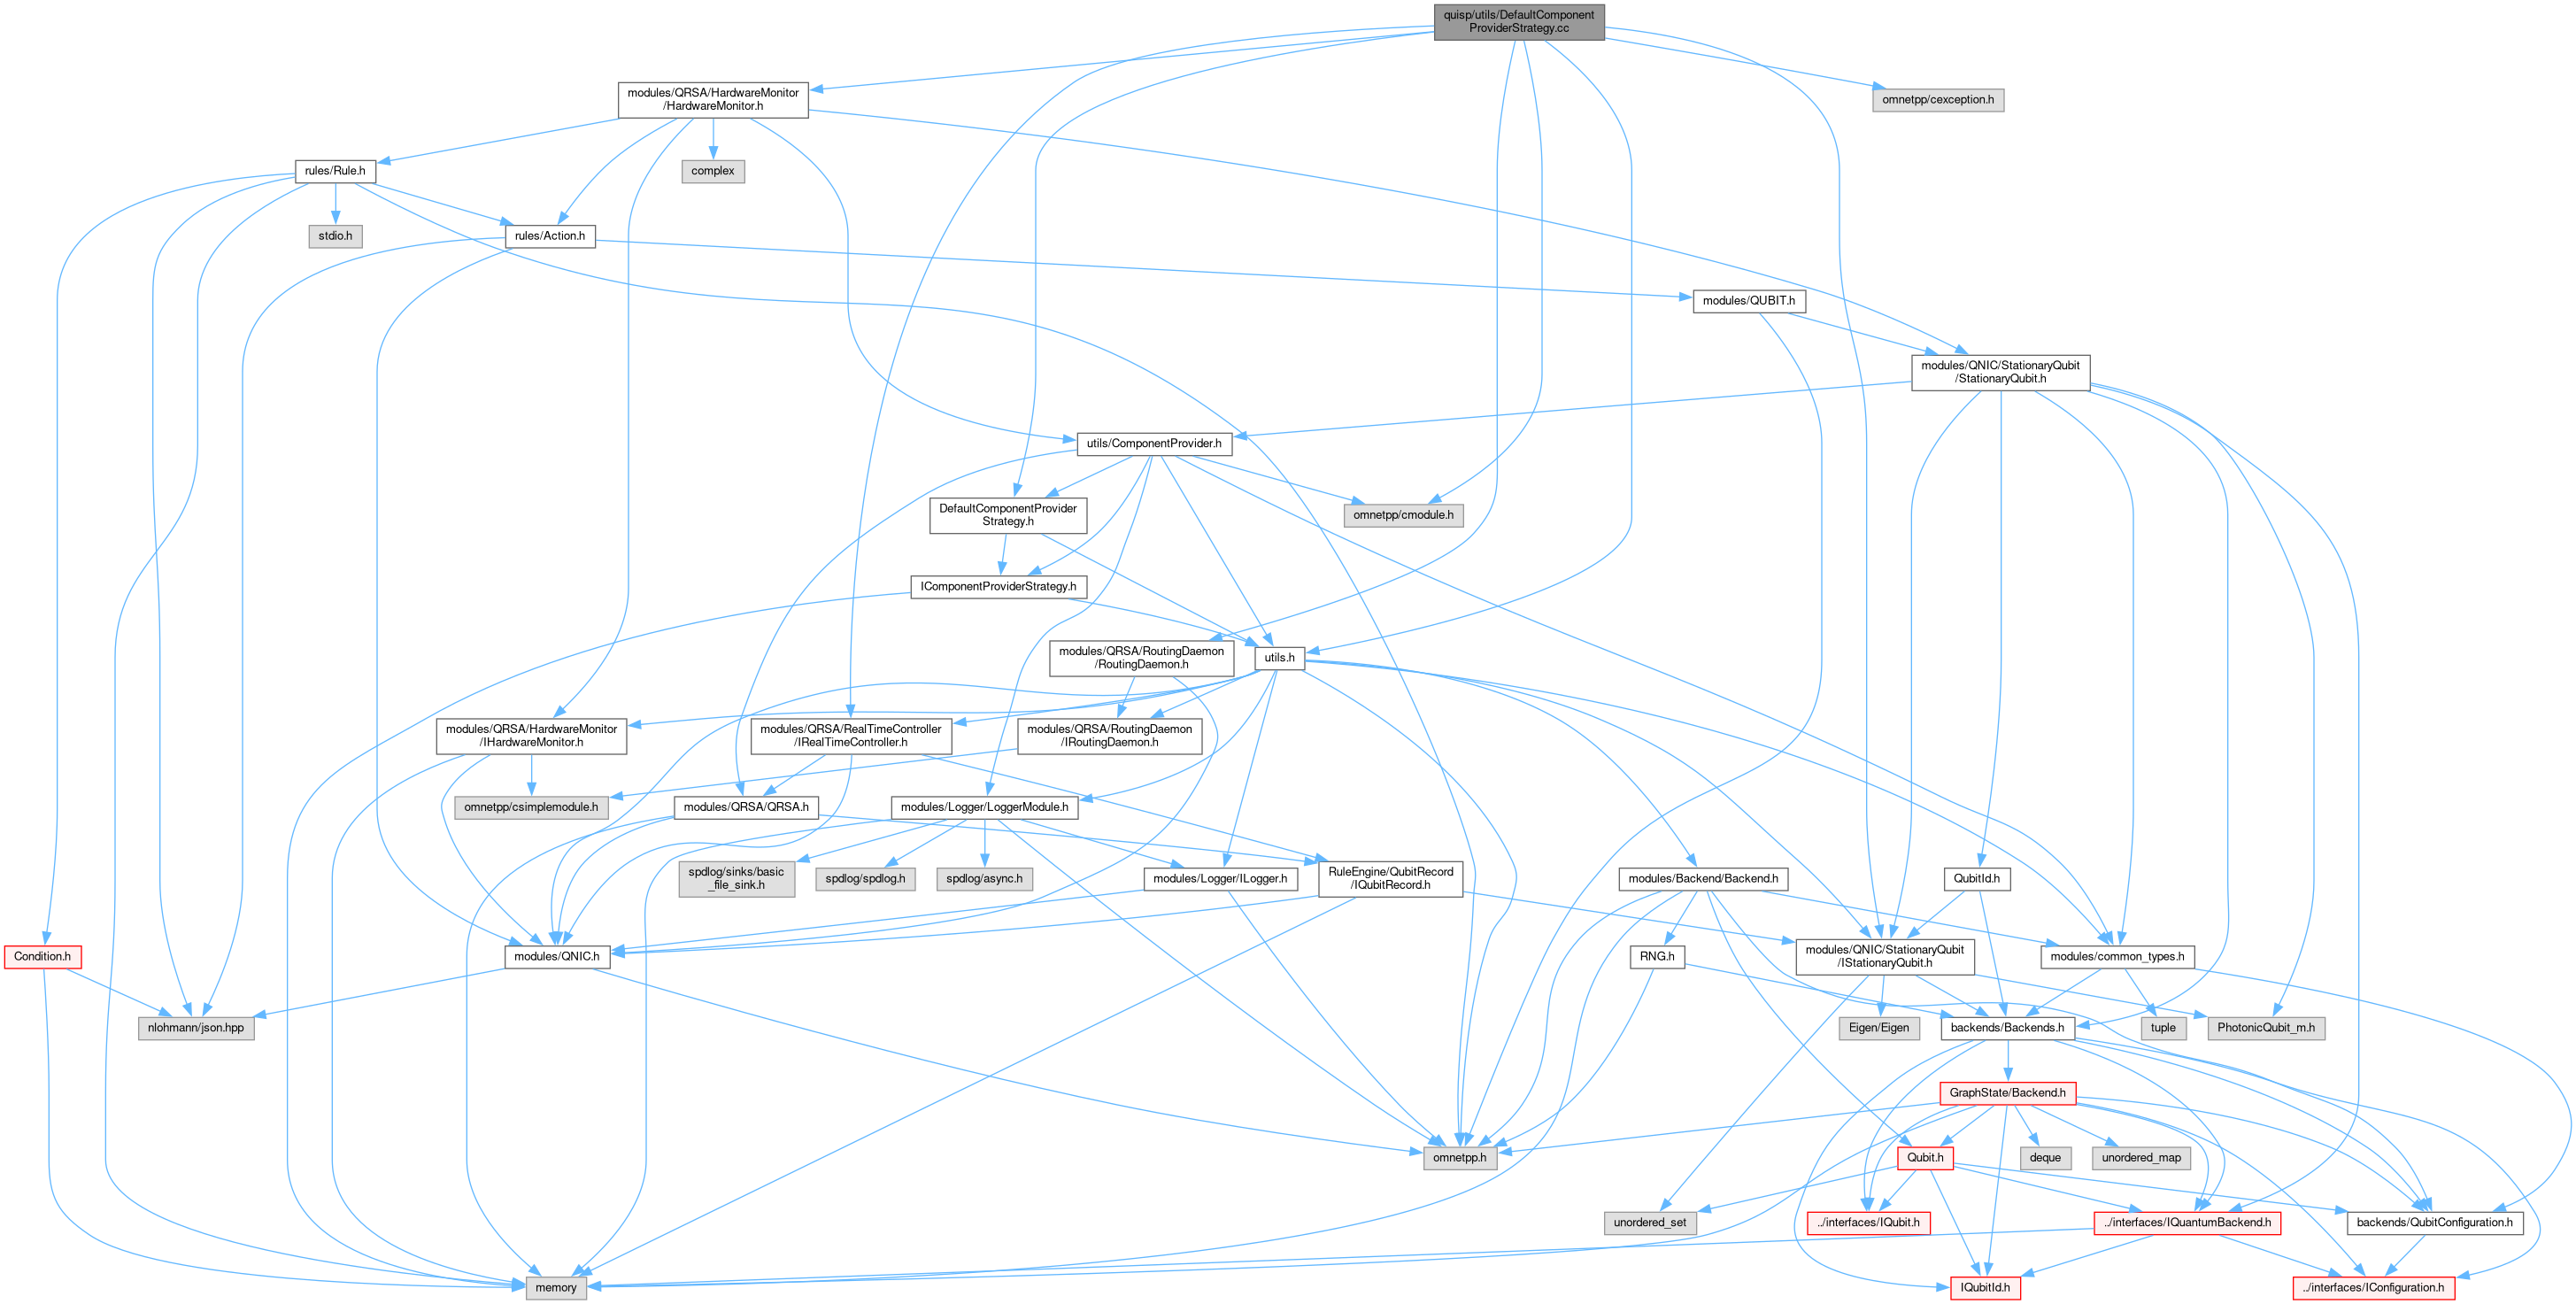 quisp/utils/DefaultComponent
ProviderStrategy.cc
modules/QRSA/HardwareMonitor
/HardwareMonitor.h
omnetpp/cexception.h
rules/Rule.h
complex
stdio.h
rules/Action.h
modules/QUBIT.h
modules/QNIC/StationaryQubit
/StationaryQubit.h
utils/ComponentProvider.h
DefaultComponentProvider
Strategy.h
omnetpp/cmodule.h
IComponentProviderStrategy.h
modules/QRSA/RoutingDaemon
/RoutingDaemon.h
utils.h
modules/QRSA/HardwareMonitor
/IHardwareMonitor.h
modules/QRSA/RealTimeController
/IRealTimeController.h
modules/QRSA/RoutingDaemon
/IRoutingDaemon.h
omnetpp/csimplemodule.h
modules/QRSA/QRSA.h
modules/Logger/LoggerModule.h
spdlog/sinks/basic
_file_sink.h
spdlog/spdlog.h
spdlog/async.h
modules/Logger/ILogger.h
RuleEngine/QubitRecord
/IQubitRecord.h
modules/Backend/Backend.h
QubitId.h
Condition.h
modules/QNIC.h
RNG.h
modules/QNIC/StationaryQubit
/IStationaryQubit.h
modules/common_types.h
nlohmann/json.hpp
Eigen/Eigen
backends/Backends.h
tuple
PhotonicQubit_m.h
GraphState/Backend.h
omnetpp.h
Qubit.h
deque
unordered_map
unordered_set
../interfaces/IQubit.h
../interfaces/IQuantumBackend.h
backends/QubitConfiguration.h
memory
IQubitId.h
../interfaces/IConfiguration.h